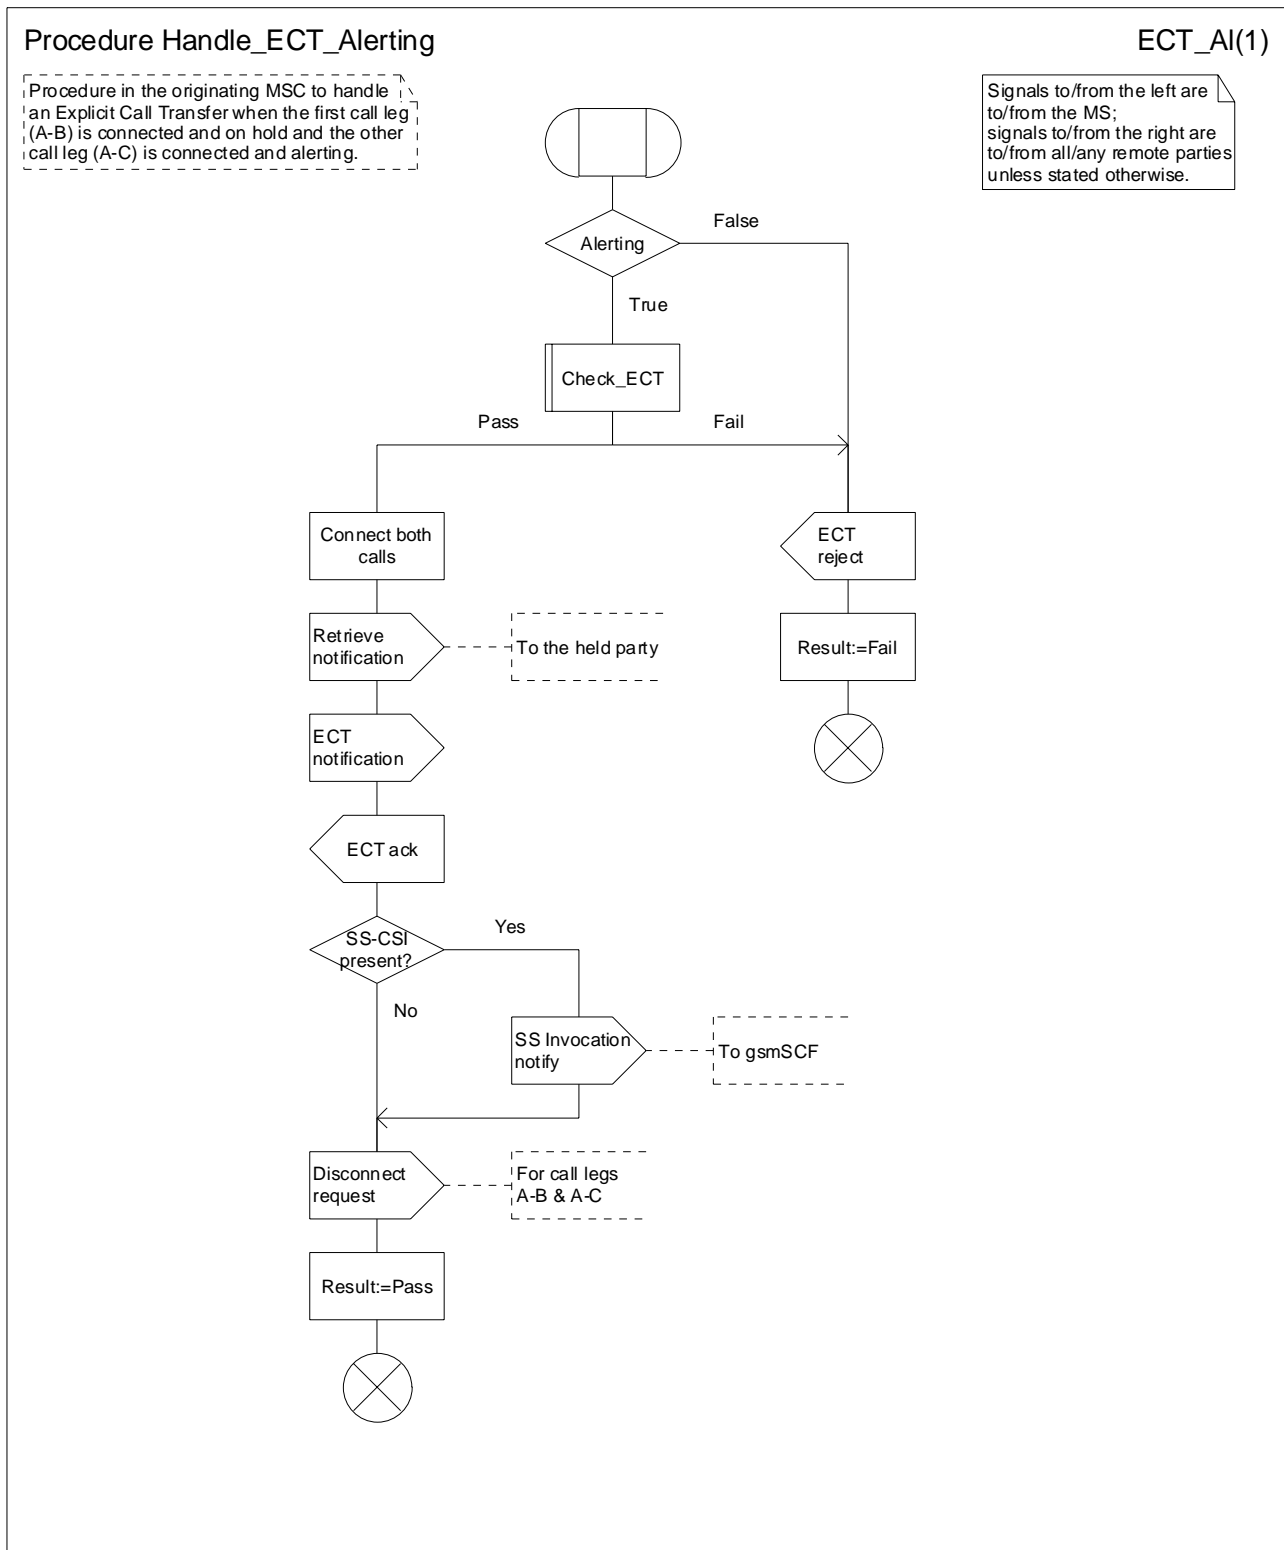 Procedure Handle_ECT_Alerting
ECT_Al(1)
Procedure in the originating MSC to handle
an Explicit Call Transfer when the first call leg
(A-B) is connected and on hold and the other
call leg (A-C) is connected and alerting.
Signals to/from the left are
to/from the MS;
signals to/from the right are
to/from all/any remote parties
unless stated otherwise.
Alerting
False
True
Check_ECT
Pass
Fail
Connect both
calls
ECT
reject
Retrieve
notification
To the held party
Result:=Fail
ECT
notification
ECT ack
SS-CSI
present?
Yes
No
SS Invocation
notify
To gsmSCF
Disconnect
request
For call legs
A-B & A-C
Result:=Pass